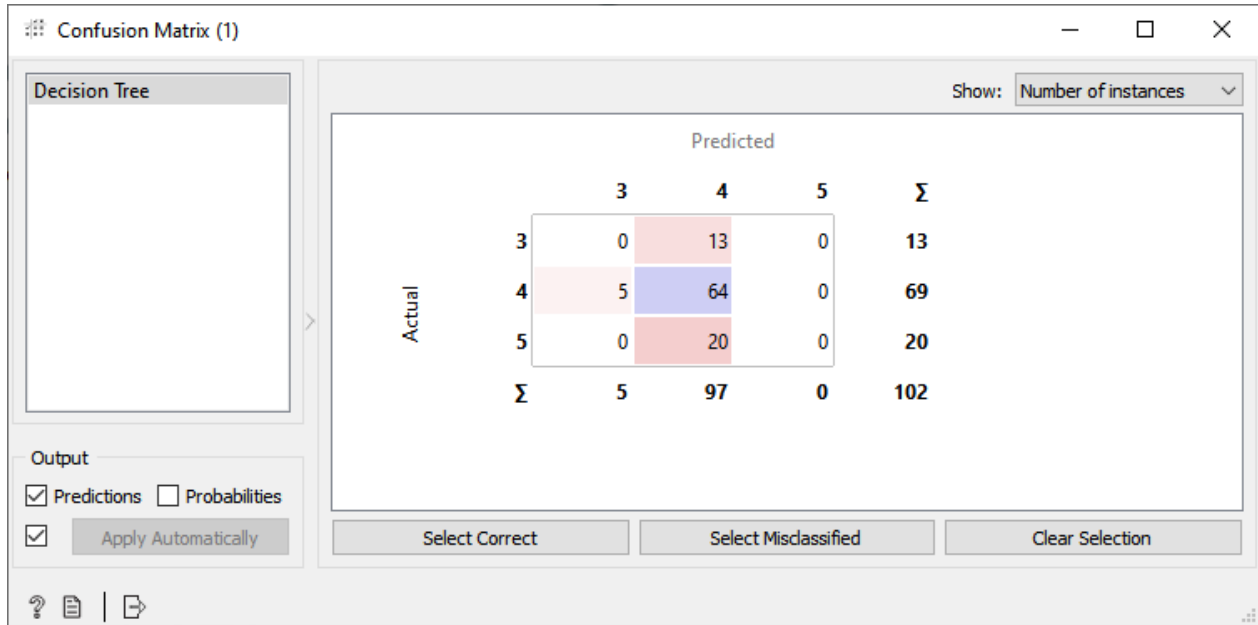 Confusion Matrix (1)
Decision Tree
Show: Number of instances
Predicted
3 4 5 Σ
3 0 13 0 13
Actual
4 5 64 0 69
5 0 20 0 20
Σ 5 97 0 102
Output
Predictions Probabilities
Apply Automatically
Select Correct Select Misclassified Clear Selection